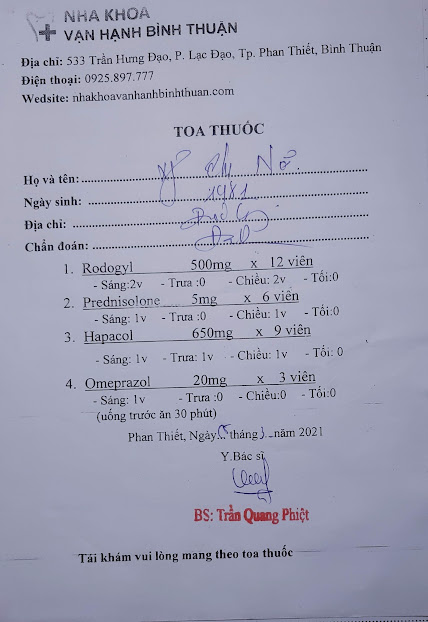 NHA KHOA
VẠN HẠNH BÌNH THUẬN
Địa chỉ: 533 Trần Hưng Đạo, P. Lạc Đạo, Tp. Phan Thiết, Bình Thuận
Điện thoại: 0925.897.777
Wedsite: nhakhoavanhanhbinhthuan.com
TOA THUỐC
Họ và tên: Nở
Ngày sinh: 1981
Địa chỉ:
Chẩn đoán:
1. Rodogyl 500mg x 12 viên
- Sáng:2v - Trưa :0 - Chiều: 2v - Tối:0
2. Prednisolone 5mg x 6 viên
- Sáng: 1v - Trưa :0 - Chiều: 1v - Tối:0
3. Hapacol 650mg x 9 viên
- Sáng: 1v - Trưa: 1v - Chiều: 1v - Tối: 0
4. Omeprazol 20mg x 3 viên
- Sáng: 1v - Trưa :0 - Chiều:0 - Tối:0
(uống trước ăn 30 phút)
Phan Thiết, Ngày tháng năm 2021
Y.Bác sĩ
BS: Trần Quang Phiệt
Tái khám vui lòng mang theo toa thuốc